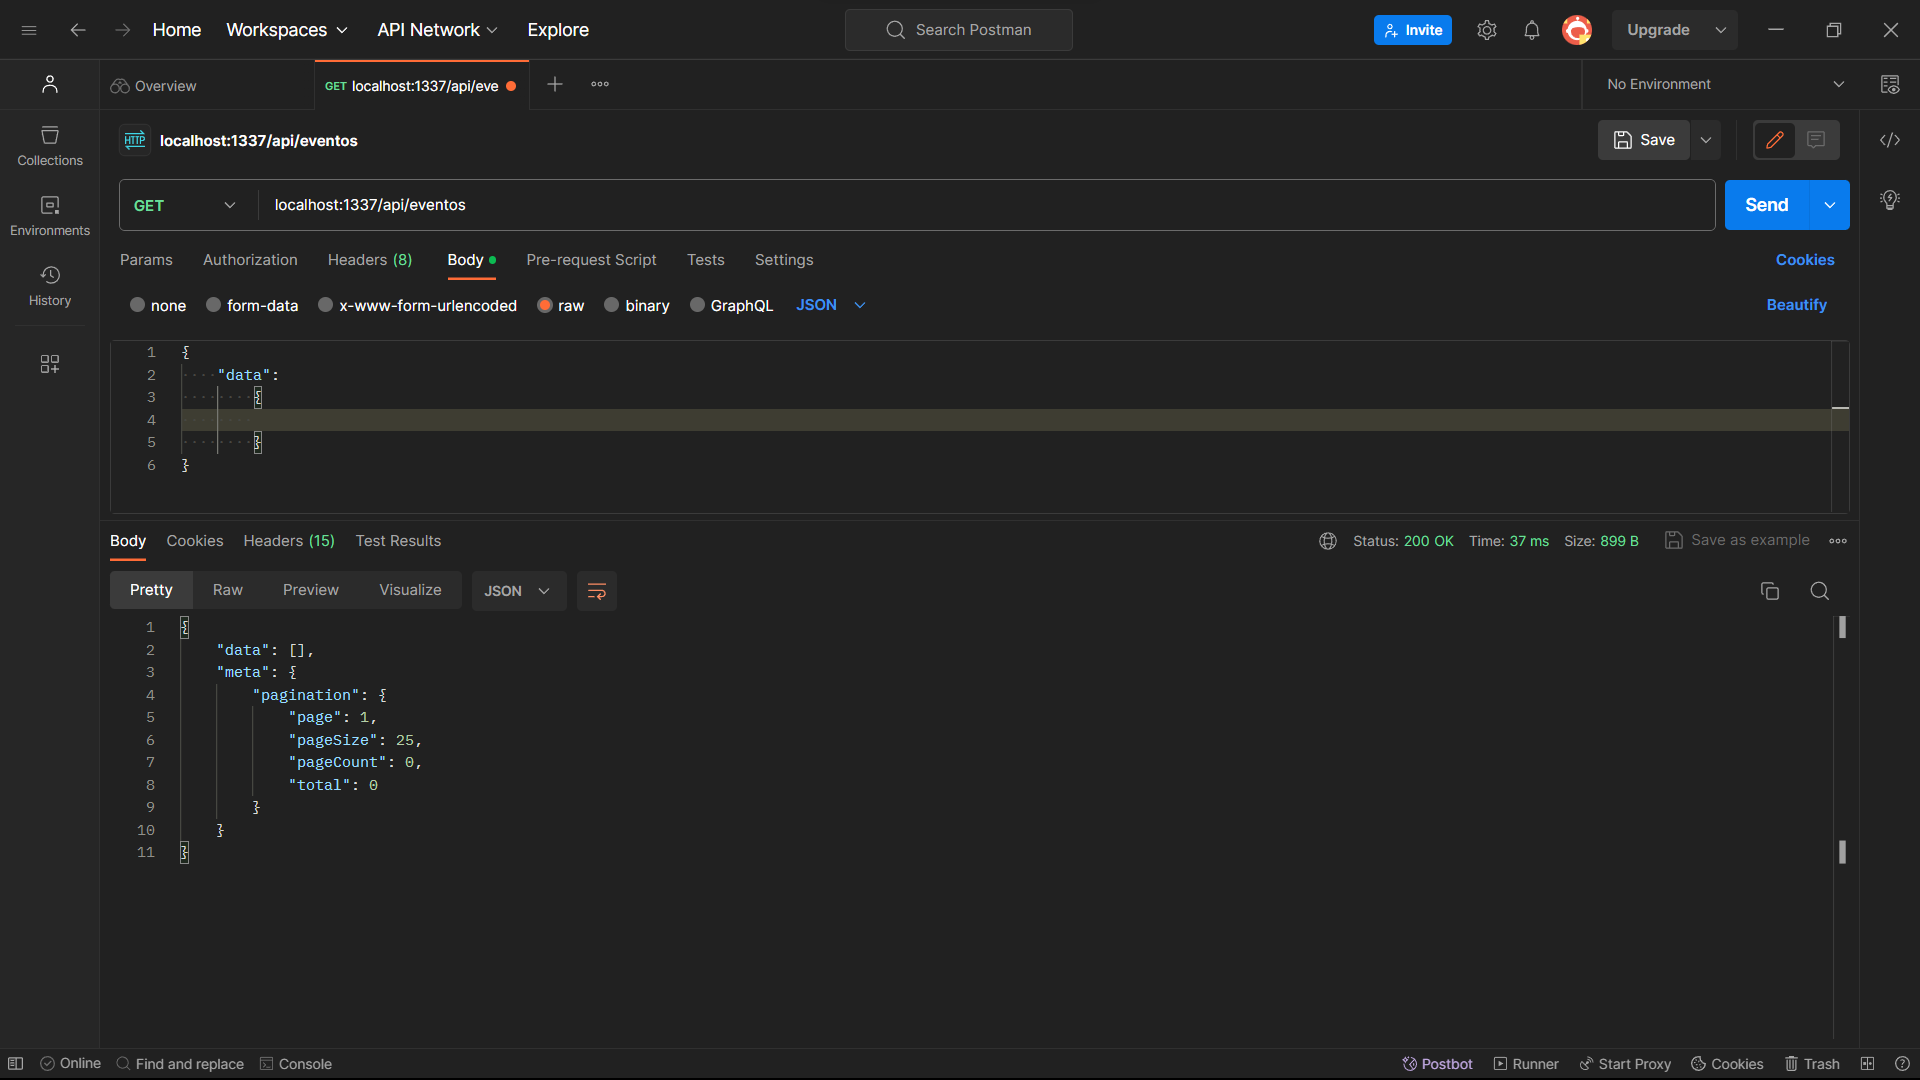 Home Workspaces API Network Explore Search Postman Invite Upgrade
Overview GET localhost:1337/api/eve No Environment
HTTP localhost:1337/api/eventos Save
Collections
GET localhost:1337/api/eventos Send
Environments
Params Authorization Headers (8) Body Pre-request Script Tests Settings Cookies
History
none form-data x-www-form-urlencoded raw binary GraphQL JSON Beautify
1 {
2 "data":
3 {
4
5 }
6 }
Body Cookies Headers (15) Test Results Status: 200 OK Time: 37 ms Size: 899 B Save as example
Pretty Raw Preview Visualize JSON
1 {
2 "data": [],
3 "meta": {
4 "pagination": {
5 "page": 1,
6 "pageSize": 25,
7 "pageCount": 0,
8 "total": 0
9 }
10 }
11 }
Online Find and replace Console Postbot Runner Start Proxy Cookies Trash